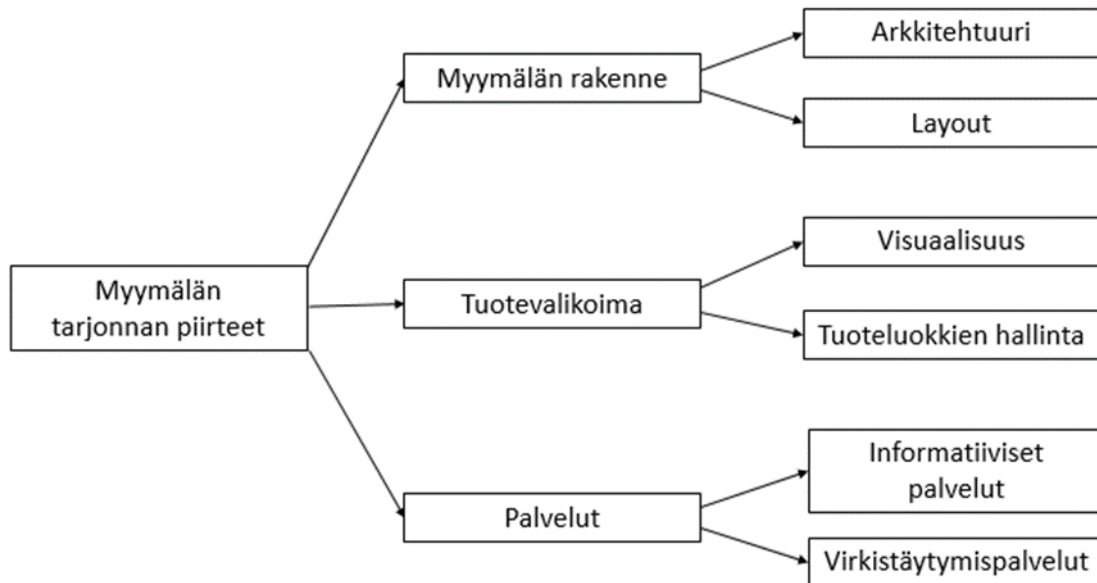 Myymälän
tarjonnan piirteet
Myymälän rakenne
Arkkitehtuuri
Layout
Tuotevalikoima
Visuaalisuus
Tuoteluokkien hallinta
Palvelut
Informatiiviset
palvelut
Virkistäytymispalvelut